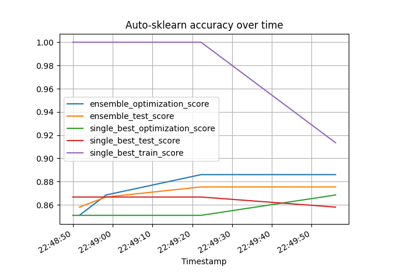 Auto-sklearn accuracy over time
1.00
0.98
0.96
0.94
0.92
0.90
0.88
0.86
ensemble_optimization_score
ensemble_test_score
single_best_optimization_score
single_best_test_score
single_best_train_score
22:48:50
22:49:00
22:49:10
22:49:20
22:49:30
22:49:40
22:49:50
Timestamp